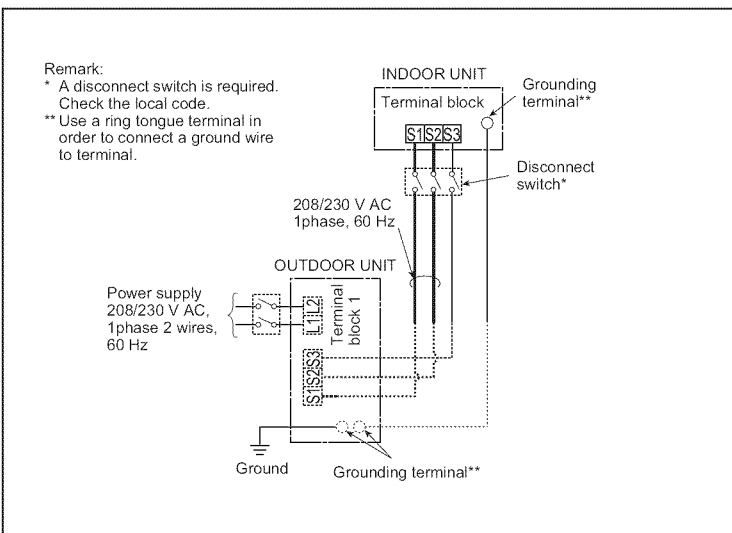 Remark:
* A disconnect switch is required.
Check the local code.
** Use a ring tongue terminal in
order to connect a ground wire
to terminal.
INDOOR UNIT
Terminal block
S1 S2 S3
Grounding
terminal**
Disconnect
switch*
208/230 V AC
1phase, 60 Hz
OUTDOOR UNIT
Power supply
208/230 V AC,
1phase 2 wires,
60 Hz
L1 L2
Terminal
block 1
S1 S2 S3
Ground
Grounding terminal**